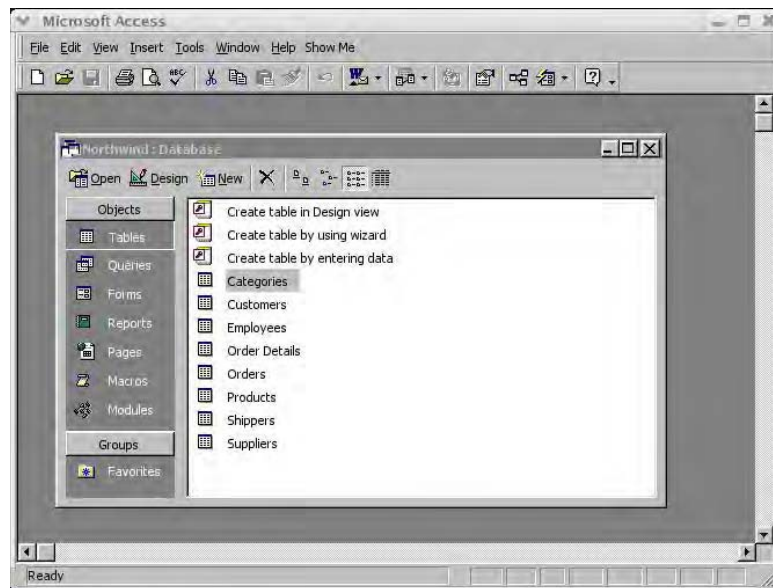 Microsoft Access
File Edit View Insert Tools Window Help Show Me
Northwind : Database
Open Design New
Objects
Tables
Queries
Forms
Reports
Pages
Macros
Modules
Groups
Favorites
Create table in Design view
Create table by using wizard
Create table by entering data
Categories
Customers
Employees
Order Details
Orders
Products
Shippers
Suppliers
Ready